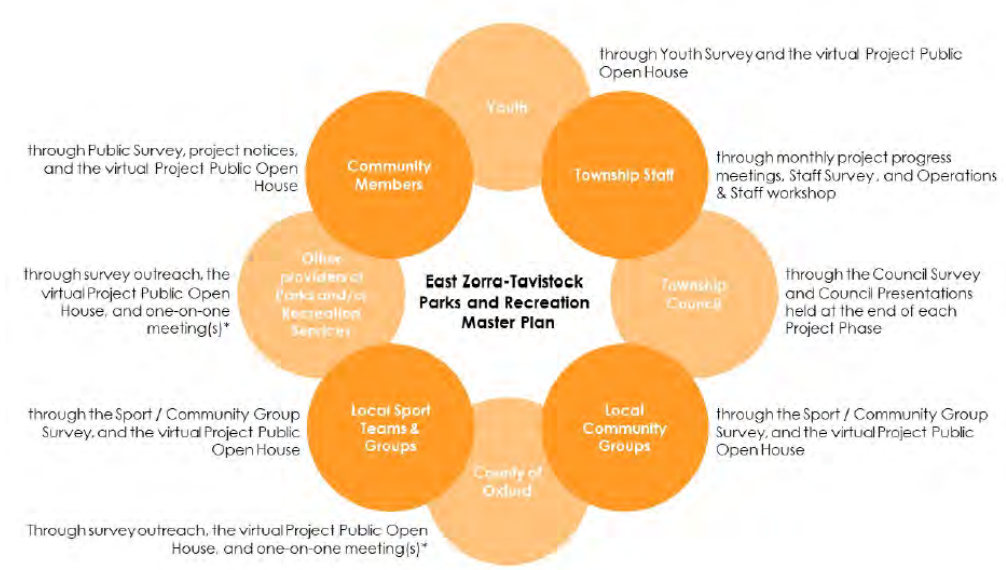 through Youth Survey and the virtual Project Public
Open House
Youth
through Public Survey, project notices,
and the virtual Project Public Open
House
Community
Members
Township Staff
through monthly project progress
meetings, Staff Survey, and Operations
& Staff workshop
Other
providers of
Parks and/or
Recreation
Services
through survey outreach, the
virtual Project Public Open
House, and one-on-one
meeting(s)*
East Zorra-Tavistock
Parks and Recreation
Master Plan
Township
Council
through the Council Survey
and Council Presentations
held at the end of each
Project Phase
through the Sport / Community Group
Survey, and the virtual Project Public
Open House
Local Sport
Teams &
Groups
Local
Community
Groups
through the Sport / Community Group
Survey, and the virtual Project Public
Open House
County of
Oxford
Through survey outreach, the virtual Project Public Open
House, and one-on-one meeting(s)*